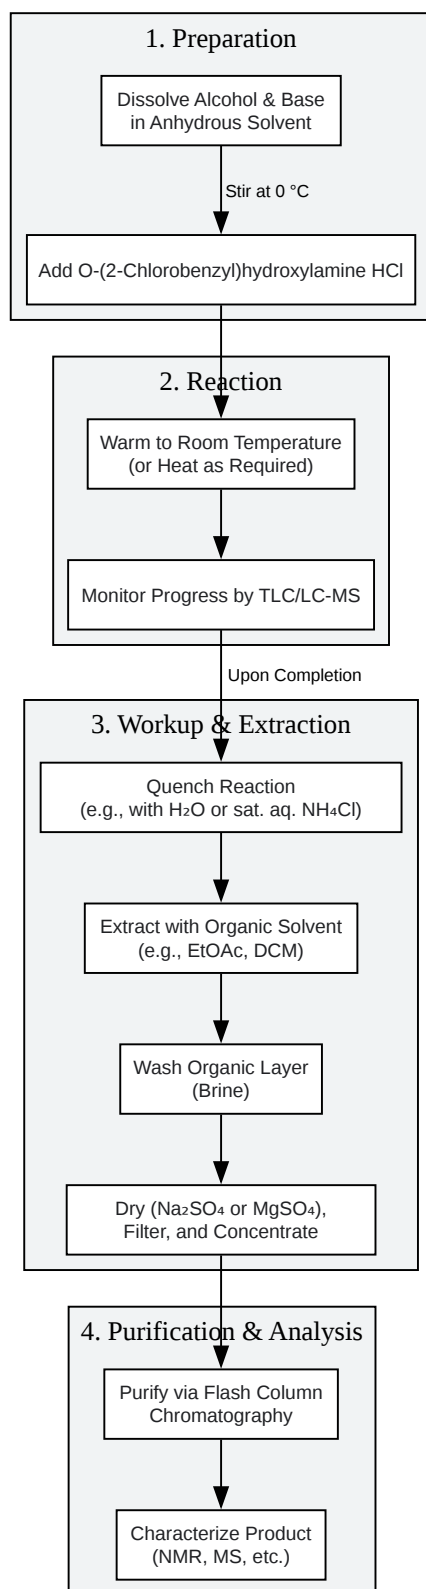 1. Preparation
Dissolve Alcohol & Base
in Anhydrous Solvent
Stir at 0 °C
Add O-(2-Chlorobenzyl)hydroxylamine HCl
2. Reaction
Warm to Room Temperature
(or Heat as Required)
Monitor Progress by TLC/LC-MS
Upon Completion
3. Workup & Extraction
Quench Reaction
(e.g., with H₂O or sat. aq. NH₄Cl)
Extract with Organic Solvent
(e.g., EtOAc, DCM)
Wash Organic Layer
(Brine)
Dry (Na₂SO₄ or MgSO₄),
Filter, and Concentrate
4. Purification & Analysis
Purify via Flash Column
Chromatography
Characterize Product
(NMR, MS, etc.)